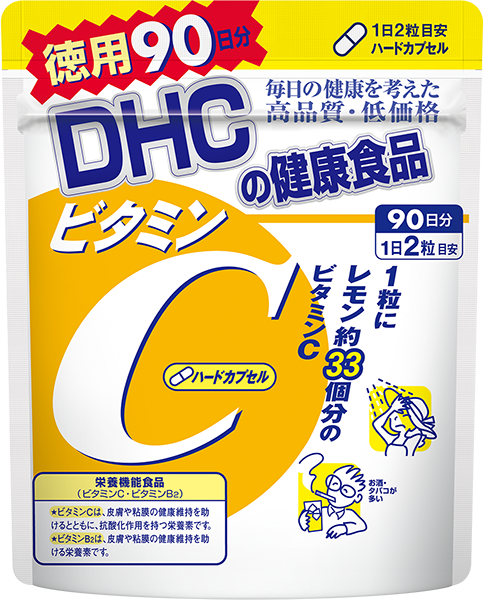 徳用90日分
1日2粒目安
ハードカプセル
毎日の健康を考えた
高品質・低価格
DHC
の健康食品
ビタミン
C
90日分
1日2粒目安
1粒に
レモン約33個分の
ビタミンC
ハードカプセル
お酒・
タバコが
多い
栄養機能食品
(ビタミンC・ビタミンB2)
★ビタミンCは、皮膚や粘膜の健康維持を助
けるとともに、抗酸化作用を持つ栄養素です。
★ビタミンB2は、皮膚や粘膜の健康維持を助
ける栄養素です。